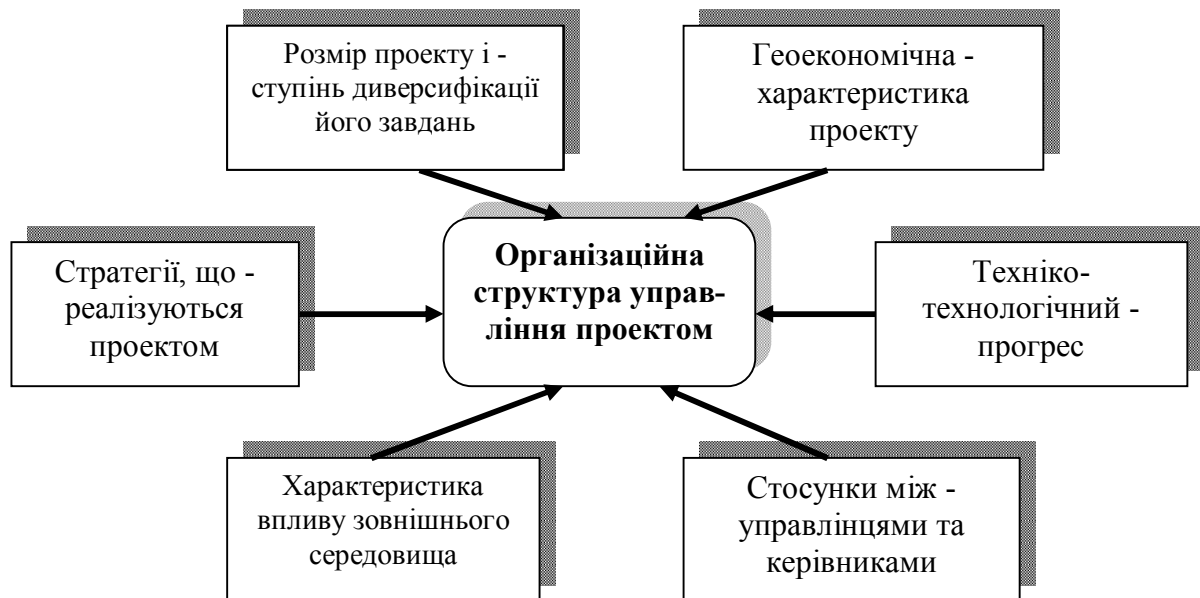 Розмір проекту і -
ступінь диверсифікації
його завдань
Геоекономічна -
характеристика
проекту
Стратегії, що -
реалізуються
проектом
Організаційна
структура управ-
ління проектом
Техніко-
технологічний -
прогрес
Характеристика
впливу зовнішнього
середовища
Стосунки між -
управлінцями та
керівниками